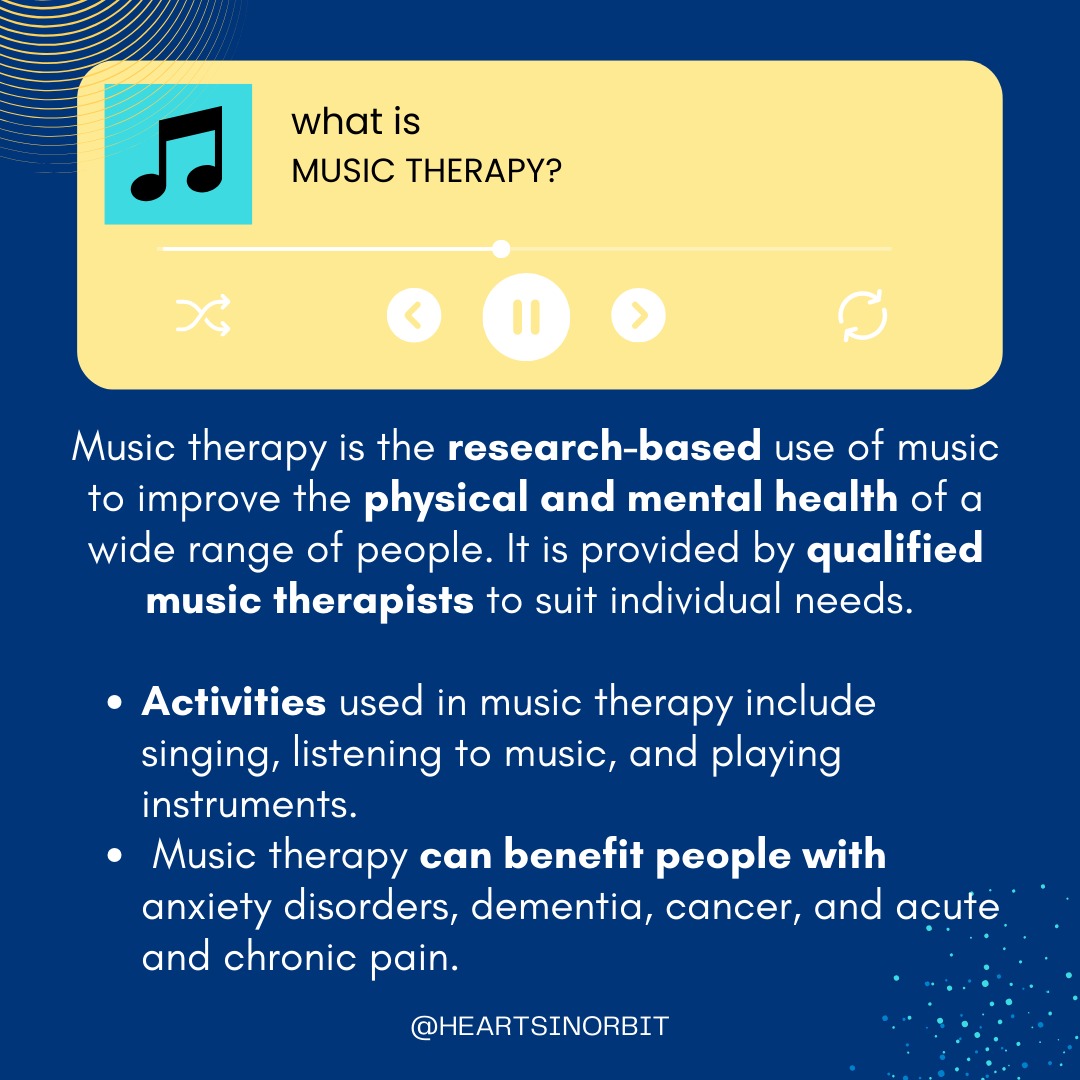 what is
MUSIC THERAPY?
Music therapy is the research-based use of music
to improve the physical and mental health of a
wide range of people. It is provided by qualified
music therapists to suit individual needs.
• Activities used in music therapy include
singing, listening to music, and playing
instruments.
• Music therapy can benefit people with
anxiety disorders, dementia, cancer, and acute
and chronic pain.
@HEARTSINORBIT